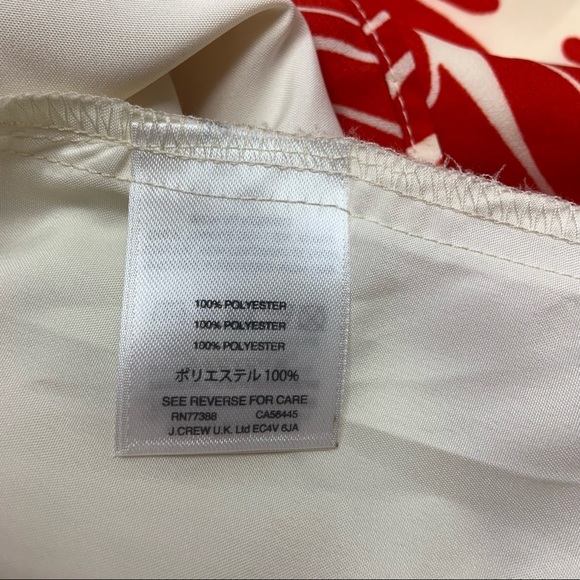 100% POLYESTER
100% POLYESTER
100% POLYESTER
ポリエステル 100%
SEE REVERSE FOR CARE
RN77388 CA56445
J.CREW U.K. Ltd EC4V 6JA